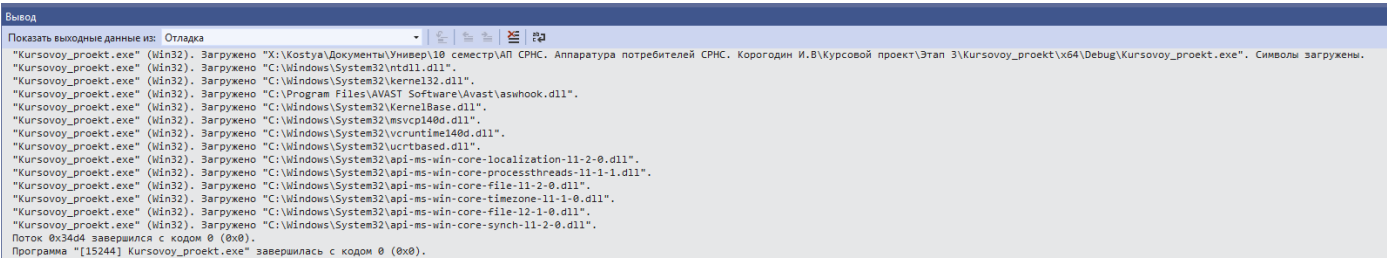 Вывод
Показать выходные данные из: Отладка
"Kursovoy_proekt.exe" (Win32). Загружено "X:\Kostya\Документы\Универ\10 семестр\АП СРНС. Аппаратура потребителей СРНС. Корогодин И.В\Курсовой проект\Этап 3\Kursovoy_proekt\x64\Debug\Kursovoy_proekt.exe". Символы загружены.
"Kursovoy_proekt.exe" (Win32). Загружено "C:\Windows\System32\ntdll.dll".
"Kursovoy_proekt.exe" (Win32). Загружено "C:\Windows\System32\kernel32.dll".
"Kursovoy_proekt.exe" (Win32). Загружено "C:\Program Files\AVAST Software\Avast\aswhook.dll".
"Kursovoy_proekt.exe" (Win32). Загружено "C:\Windows\System32\KernelBase.dll".
"Kursovoy_proekt.exe" (Win32). Загружено "C:\Windows\System32\msvcp140d.dll".
"Kursovoy_proekt.exe" (Win32). Загружено "C:\Windows\System32\vcruntime140d.dll".
"Kursovoy_proekt.exe" (Win32). Загружено "C:\Windows\System32\ucrtbased.dll".
"Kursovoy_proekt.exe" (Win32). Загружено "C:\Windows\System32\api-ms-win-core-localization-l1-2-0.dll".
"Kursovoy_proekt.exe" (Win32). Загружено "C:\Windows\System32\api-ms-win-core-processthreads-l1-1-1.dll".
"Kursovoy_proekt.exe" (Win32). Загружено "C:\Windows\System32\api-ms-win-core-file-l1-2-0.dll".
"Kursovoy_proekt.exe" (Win32). Загружено "C:\Windows\System32\api-ms-win-core-timezone-l1-1-0.dll".
"Kursovoy_proekt.exe" (Win32). Загружено "C:\Windows\System32\api-ms-win-core-file-l2-1-0.dll".
"Kursovoy_proekt.exe" (Win32). Загружено "C:\Windows\System32\api-ms-win-core-synch-l1-2-0.dll".
Поток 0x34d4 завершился с кодом 0 (0x0).
Программа "[15244] Kursovoy_proekt.exe" завершилась с кодом 0 (0x0).